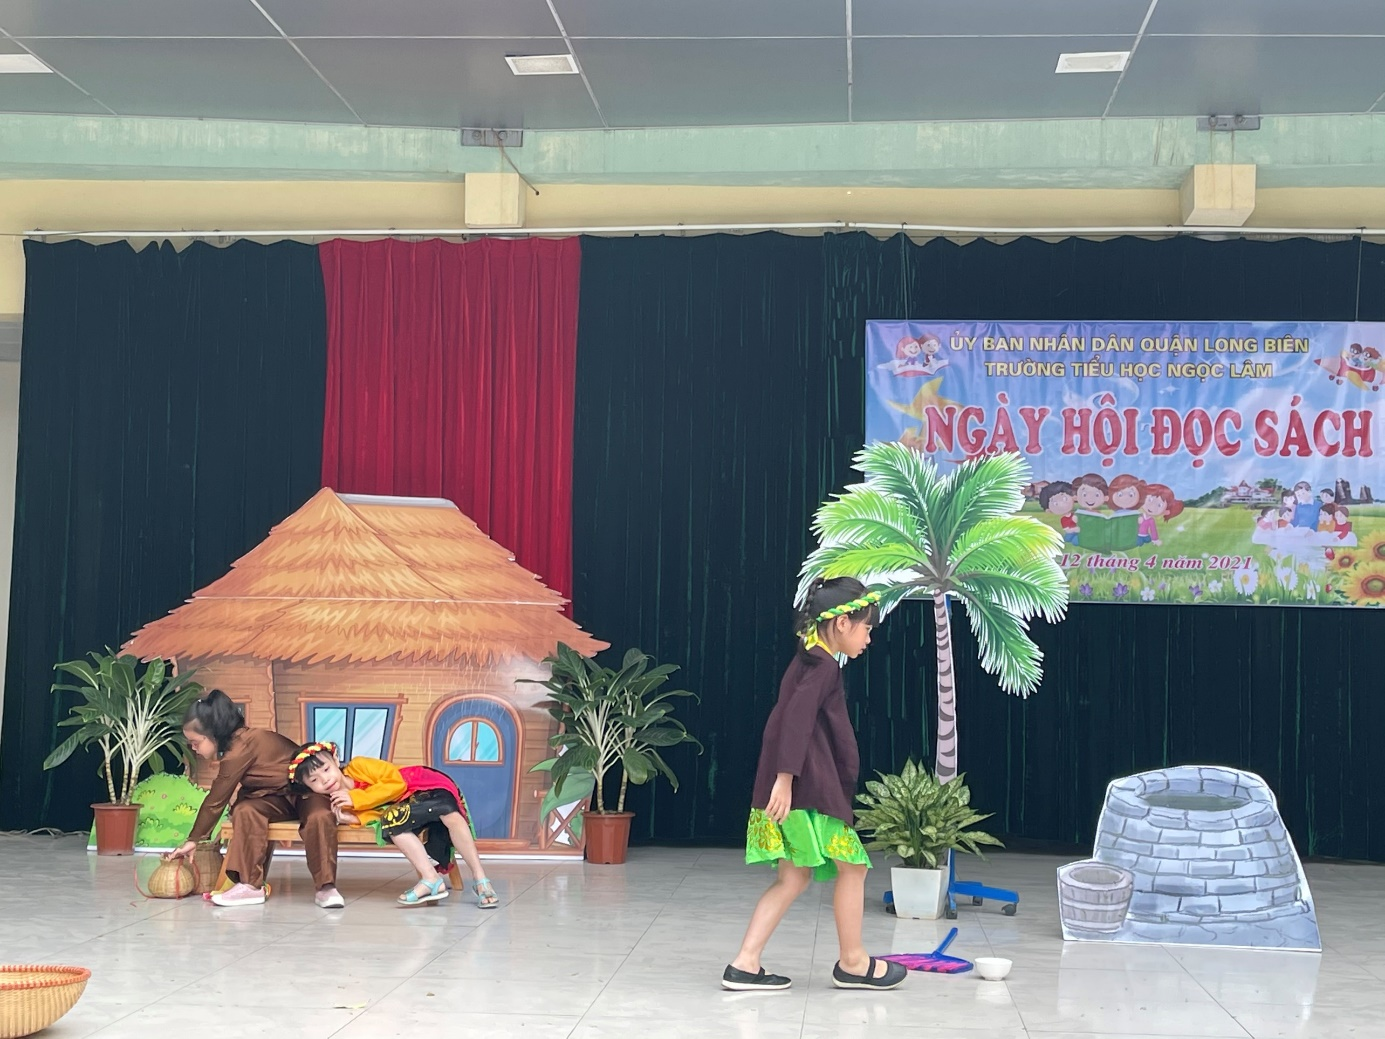 ỦY BAN NHÂN DÂN QUẬN LONG BIÊN
TRƯỜNG TIỂU HỌC NGỌC LÂM
NGÀY HỘI ĐỌC SÁCH
12 tháng 4 năm 2021